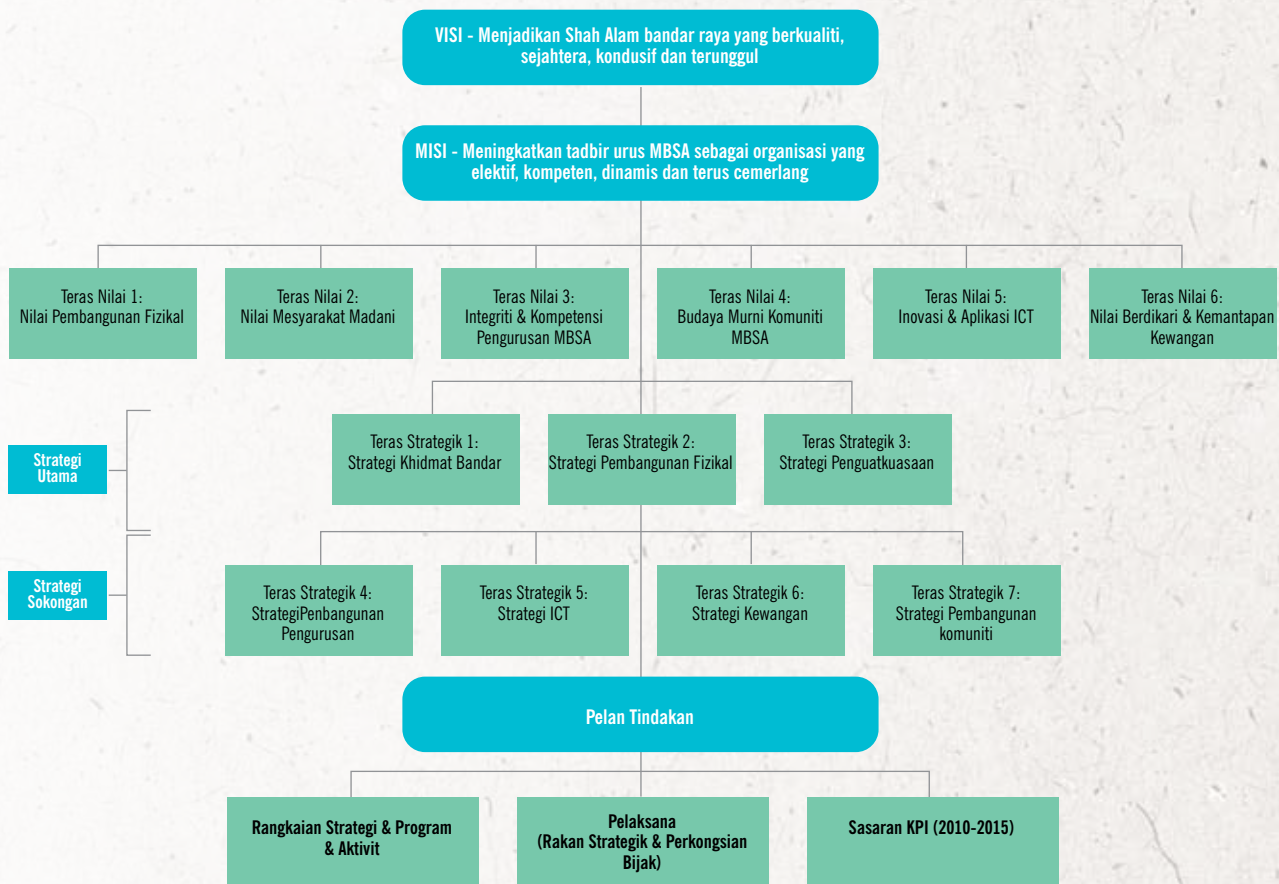 VISI - Menjadikan Shah Alam bandar raya yang berkualiti,
sejahtera, kondusif dan terunggul
MISI - Meningkatkan tadbir urus MBSA sebagai organisasi yang
elektif, kompeten, dinamis dan terus cemerlang
Teras Nilai 1:
Nilai Pembangunan Fizikal
Teras Nilai 2:
Nilai Mesyarakat Madani
Teras Nilai 3:
Integriti & Kompetensi
Pengurusan MBSA
Teras Nilai 4:
Budaya Murni Komuniti
MBSA
Teras Nilai 5:
Inovasi & Aplikasi ICT
Teras Nilai 6:
Nilai Berdikari & Kemantapan
Kewangan
Strategi
Utama
Teras Strategik 1:
Strategi Khidmat Bandar
Teras Strategik 2:
Strategi Pembangunan Fizikal
Teras Strategik 3:
Strategi Penguatkuasaan
Strategi
Sokongan
Teras Strategik 4:
StrategiPenbangunan
Pengurusan
Teras Strategik 5:
Strategi ICT
Teras Strategik 6:
Strategi Kewangan
Teras Strategik 7:
Strategi Pembangunan
komuniti
Pelan Tindakan
Rangkaian Strategi & Program
& Aktivit
Pelaksana
(Rakan Strategik & Perkongsian
Bijak)
Sasaran KPI (2010-2015)